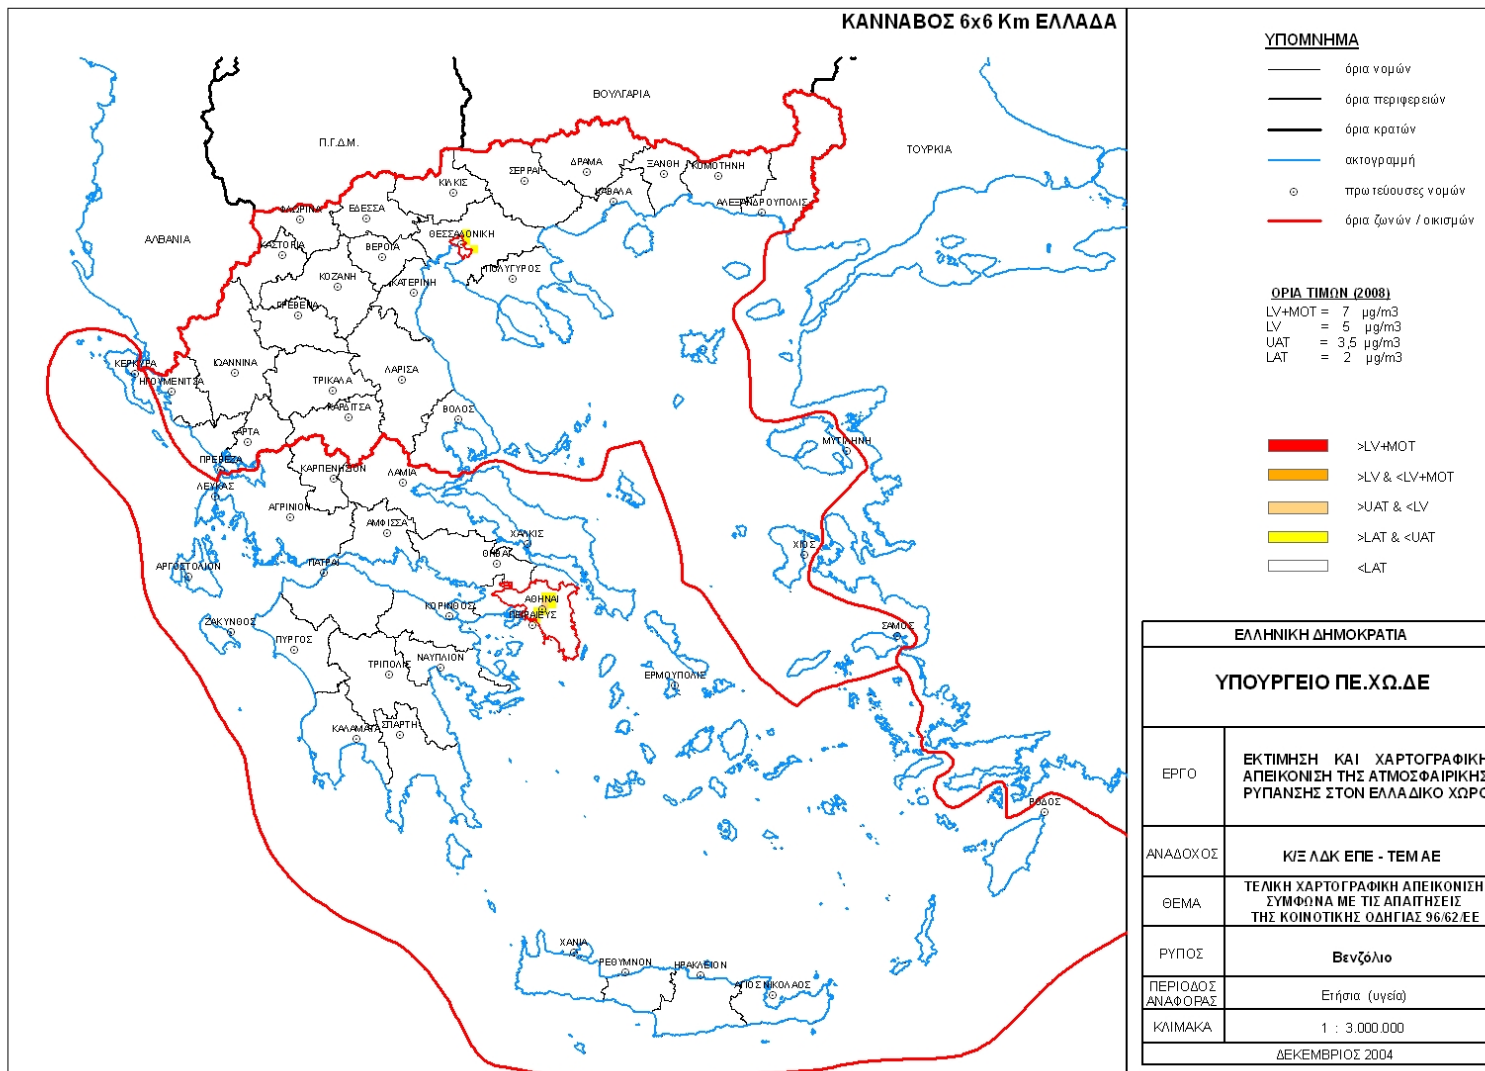 ΚΑΝΝΑΒΟΣ 6x6 Km ΕΛΛΑΔΑ
ΒΟΥΛΓΑΡΙΑ
Π.Γ.Δ.Μ.
ΤΟΥΡΚΙΑ
ΑΛΒΑΝΙΑ
ΞΑΝΘΗ
ΔΡΑΜΑ
ΚΟΜΟΤΗΝΗ
ΣΕΡΡΑΙ
ΚΙΛΚΙΣ
ΚΑΒΑΛΑ
ΑΛΕΞΑΝΔΡΟΥΠΟΛΙΣ
ΦΛΩΡΙΝΑ
ΕΔΕΣΣΑ
ΘΕΣΣΑΛΟΝΙΚΗ
ΚΑΣΤΟΡΙΑ
ΒΕΡΟΙΑ
ΠΟΛΥΓΥΡΟΣ
ΚΟΖΑΝΗ
ΚΑΤΕΡΙΝΗ
ΓΡΕΒΕΝΑ
ΚΕΡΚΥΡΑ
ΙΩΑΝΝΙΝΑ
ΗΓΟΥΜΕΝΙΤΣΑ
ΤΡΙΚΑΛΑ
ΛΑΡΙΣΑ
ΚΑΡΔΙΤΣΑ
ΒΟΛΟΣ
ΑΡΤΑ
ΜΥΤΙΛΗΝΗ
ΠΡΕΒΕΖΑ
ΚΑΡΠΕΝΗΣΙΟΝ
ΛΑΜΙΑ
ΛΕΥΚΑΣ
ΑΓΡΙΝΙΟΝ
ΑΜΦΙΣΣΑ
ΧΑΛΚΙΣ
ΧΙΟΣ
ΘΗΒΑΙ
ΑΡΓΟΣΤΟΛΙΟΝ
ΠΑΤΡΑΙ
ΑΘΗΝΑΙ
ΚΟΡΙΝΘΟΣ
ΠΕΙΡΑΙΕΥΣ
ΖΑΚΥΝΘΟΣ
ΣΑΜΟΣ
ΠΥΡΓΟΣ
ΝΑΥΠΛΙΟΝ
ΤΡΙΠΟΛΙΣ
ΕΡΜΟΥΠΟΛΙΣ
ΣΠΑΡΤΗ
ΚΑΛΑΜΑΤΑ
ΡΟΔΟΣ
ΧΑΝΙΑ
ΡΕΘΥΜΝΟΝ
ΗΡΑΚΛΕΙΟΝ
ΑΓΙΟΣ ΝΙΚΟΛΑΟΣ
ΥΠΟΜΝΗΜΑ
όρια νομών
όρια περιφερειών
όρια κρατών
ακτογραμμή
πρωτεύουσες νομών
όρια ζωνών / οικισμών
ΟΡΙΑ ΤΙΜΩΝ (2008)
LV+MOT = 7 μg/m3
LV = 5 μg/m3
UAT = 3,5 μg/m3
LAT = 2 μg/m3
>LV+MOT
>LV & <LV+MOT
>UAT & <LV
>LAT & <UAT
<LAT
ΕΛΛΗΝΙΚΗ ΔΗΜΟΚΡΑΤΙΑ
ΥΠΟΥΡΓΕΙΟ ΠΕ.ΧΩ.ΔΕ
ΕΡΓΟ
ΕΚΤΙΜΗΣΗ ΚΑΙ ΧΑΡΤΟΓΡΑΦΙΚΗ
ΑΠΕΙΚΟΝΙΣΗ ΤΗΣ ΑΤΜΟΣΦΑΙΡΙΚΗΣ
ΡΥΠΑΝΣΗΣ ΣΤΟΝ ΕΛΛΑΔΙΚΟ ΧΩΡΟ
ΑΝΑΔΟΧΟΣ
Κ/Ξ ΛΔΚ ΕΠΕ - ΤΕΜ ΑΕ
ΘΕΜΑ
ΤΕΛΙΚΗ ΧΑΡΤΟΓΡΑΦΙΚΗ ΑΠΕΙΚΟΝΙΣΗ
ΣΥΜΦΩΝΑ ΜΕ ΤΙΣ ΑΠΑΙΤΗΣΕΙΣ
ΤΗΣ ΚΟΙΝΟΤΙΚΗΣ ΟΔΗΓΙΑΣ 96/62/ΕΕ
ΡΥΠΟΣ
Βενζόλιο
ΠΕΡΙΟΔΟΣ
ΑΝΑΦΟΡΑΣ
Ετήσια (υγεία)
ΚΛΙΜΑΚΑ
1 : 3.000.000
ΔΕΚΕΜΒΡΙΟΣ 2004